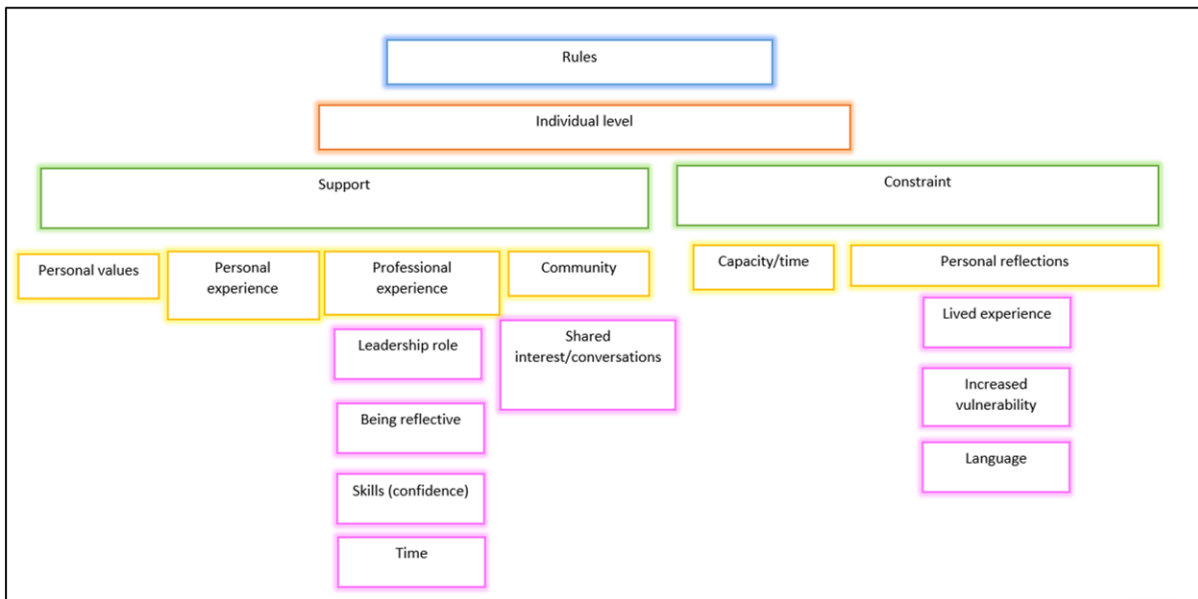 Rules
Individual level
Support
Constraint
Personal values
Personal
experience
Professional
experience
Community
Capacity/time
Personal reflections
Leadership role
Being reflective
Skills (confidence)
Time
Shared
interest/conversations
Lived experience
Increased
vulnerability
Language